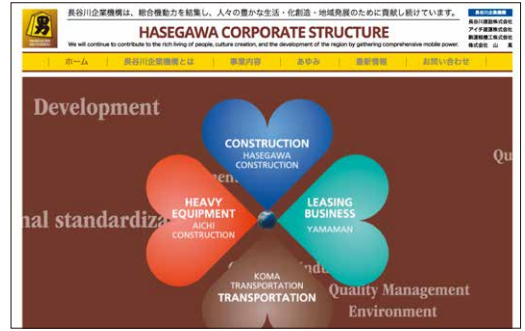 長谷川企業機構は、総合機動力を結集し、人々の豊かな生活・化創造・地域発展のために貢献し続けています。
長谷川企業機構
HASEGAWA CORPORATE STRUCTURE
長谷川建設株式会社
アイチ建運株式会社
駒運輸機工株式会社
株式会社 山 萬
We will continue to contribute to the rich living of people, culture creation, and the development of the region by gathering comprehensive mobile power.
男
ホーム
長谷川企業機構とは
事業内容
あゆみ
最新情報
お問い合わせ
Development
CONSTRUCTION
HASEGAWA
CONSTRUCTION
Qu
HEAVY
EQUIPMENT
AICHI
CONSTRUCTION
LEASING
BUSINESS
YAMAMAN
nal standardiza
KOMA
TRANSPORTATION
TRANSPORTATION
Quality Management
Environment